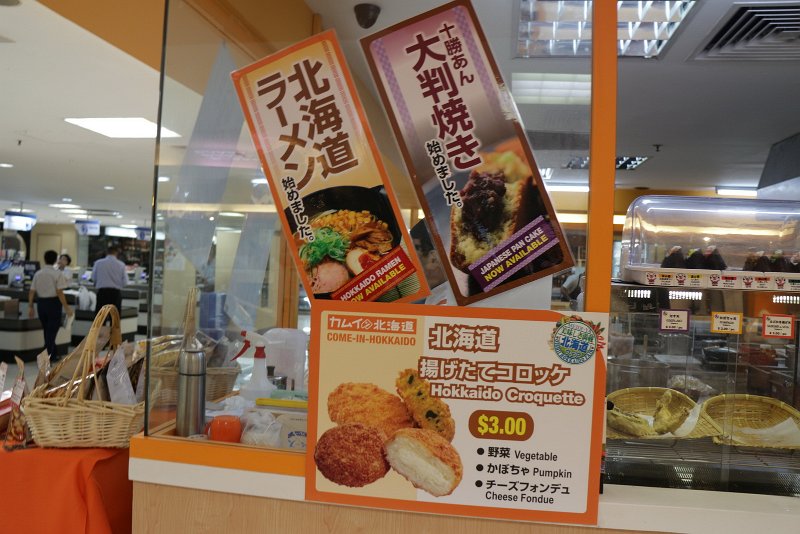 北海道
ラーメン
始めました。
HOKKAIDO RAMEN
NOW AVAILABLE
十勝あん
大判焼き
始めました。
JAPANESE PAN CAKE
NOW AVAILABLE
カムイン北海道
COME-IN-HOKKAIDO
北海道
揚げたてコロッケ
Hokkaido Croquette
$3.00
● 野菜 Vegetable
● かぼちゃ Pumpkin
● チーズフォンデュ
Cheese Fondue
北海道